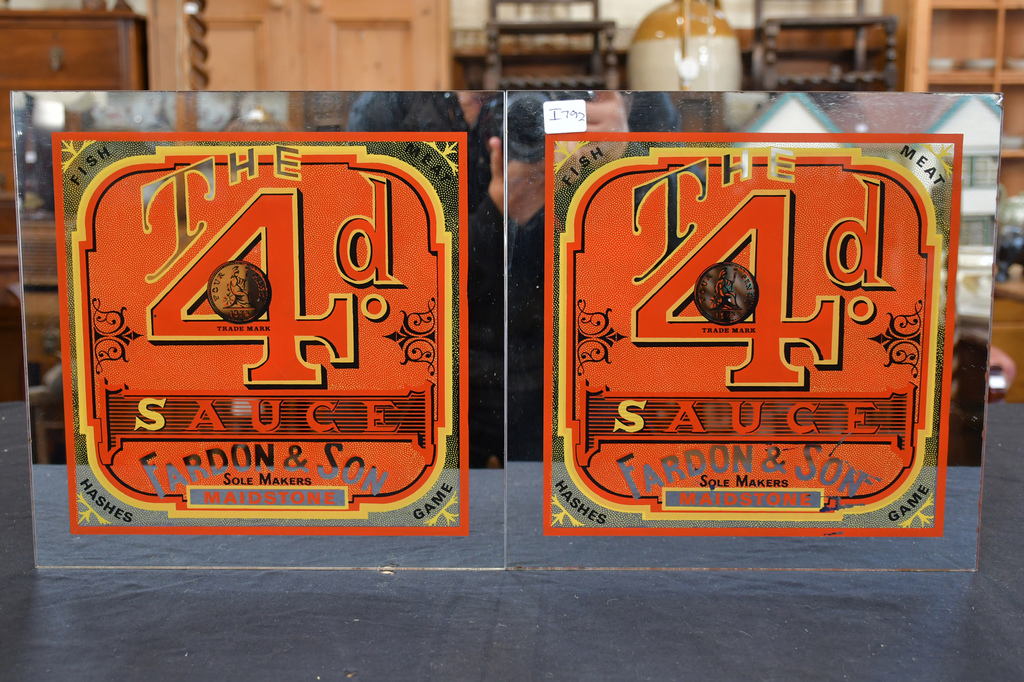 FISH MEAT
THE
4d.
TRADE MARK
SAUCE
FARDON & SON
SOLE MAKERS
MAIDSTONE
HASHES GAME
I792
FISH MEAT
THE
4d.
TRADE MARK
SAUCE
FARDON & SON
SOLE MAKERS
MAIDSTONE
HASHES GAME